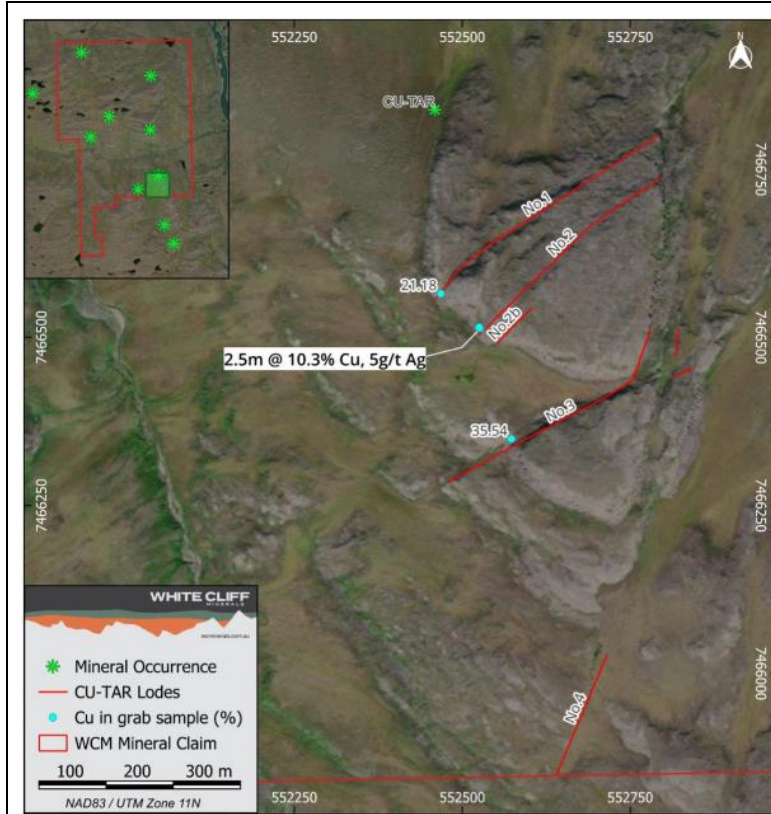 552250
552500
552750
N
CU-TAR
7466750
No.1
No.2
21.18
No.2b
7466500
7466500
2.5m @ 10.3% Cu, 5g/t Ag
No.3
35.54
7466250
7466250
WHITE CLIFF
MINERALS
Mineral Occurrence
CU-TAR Lodes
Cu in grab sample (%)
WCM Mineral Claim
100 200 300 m
NAD83 / UTM Zone 11N
7466000
No.4
552250
552500
552750